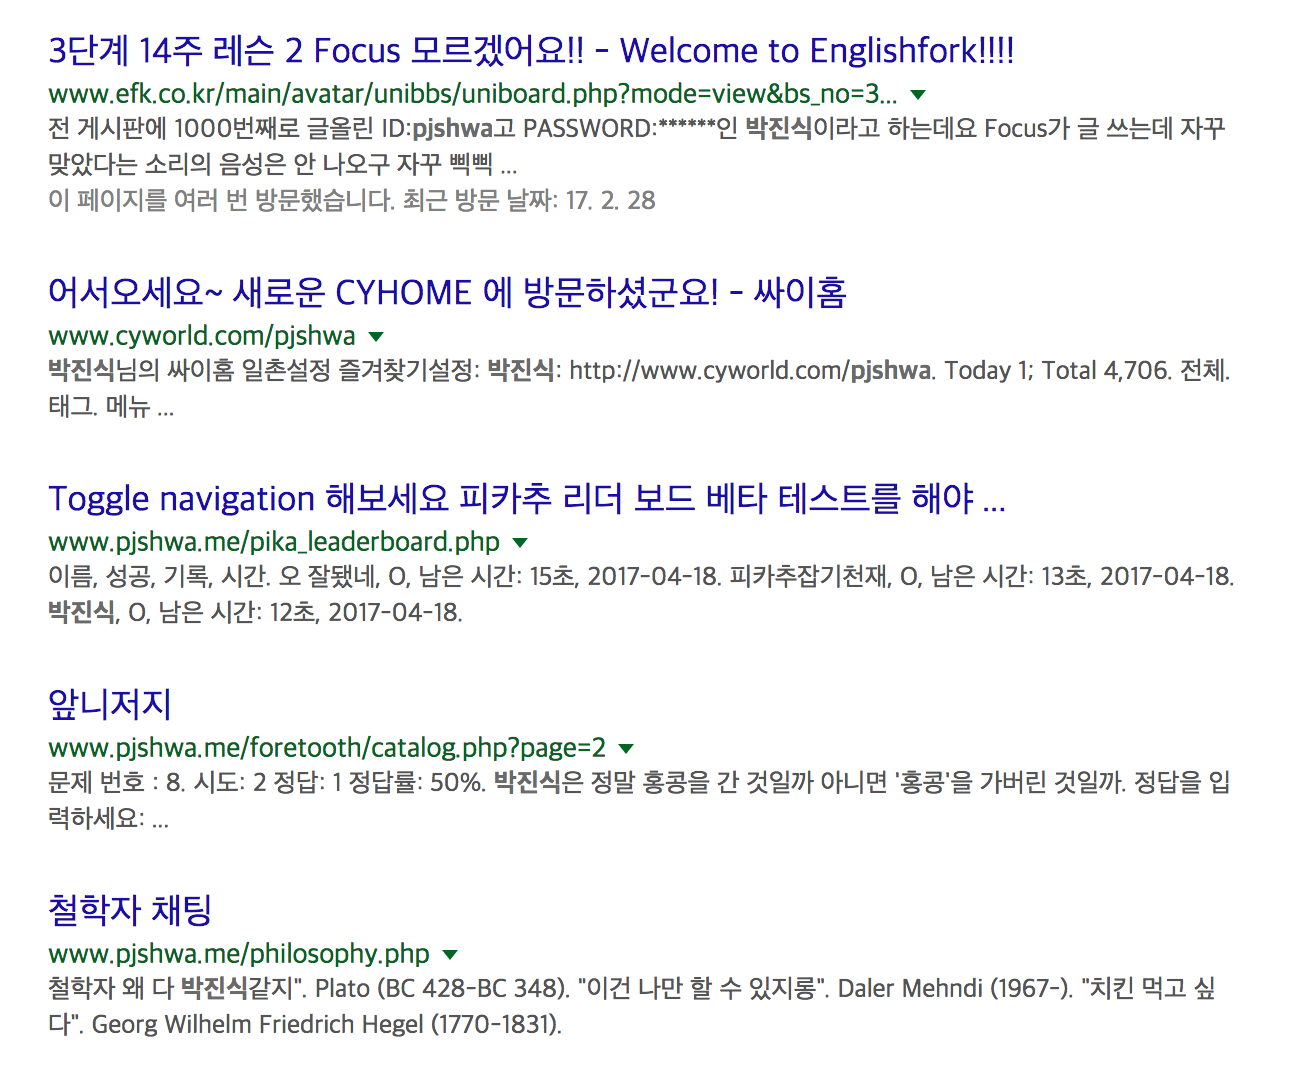 3단계 14주 레슨 2 Focus 모르겠어요!! - Welcome to Englishfork!!!!
www.efk.co.kr/main/avatar/unibbs/uniboard.php?mode=view&bs_no=3...
전 게시판에 1000번째로 글올린 ID:pjshwa고 PASSWORD:******인 박진식이라고 하는데요 Focus가 글 쓰는데 자꾸
맞았다는 소리의 음성은 안 나오구 자꾸 삑삑 ...
이 페이지를 여러 번 방문했습니다. 최근 방문 날짜: 17. 2. 28
어서오세요~ 새로운 CYHOME 에 방문하셨군요! - 싸이홈
www.cyworld.com/pjshwa
박진식님의 싸이홈 일촌설정 즐겨찾기설정: 박진식: http://www.cyworld.com/pjshwa. Today 1; Total 4,706. 전체.
태그. 메뉴 ...
Toggle navigation 해보세요 피카추 리더 보드 베타 테스트를 해야 ...
www.pjshwa.me/pika_leaderboard.php
이름, 성공, 기록, 시간. 오 잘됐네, O, 남은 시간: 15초, 2017-04-18. 피카추잡기천재, O, 남은 시간: 13초, 2017-04-18.
박진식, O, 남은 시간: 12초, 2017-04-18.
앞니저지
www.pjshwa.me/foretooth/catalog.php?page=2
문제 번호 : 8. 시도: 2 정답: 1 정답률: 50%. 박진식은 정말 홍콩을 간 것일까 아니면 '홍콩'을 가버린 것일까. 정답을 입
력하세요: ...
철학자 채팅
www.pjshwa.me/philosophy.php
철학자 왜 다 박진식같지". Plato (BC 428-BC 348). "이건 나만 할 수 있지롱". Daler Mehndi (1967-). "치킨 먹고 싶
다". Georg Wilhelm Friedrich Hegel (1770-1831).